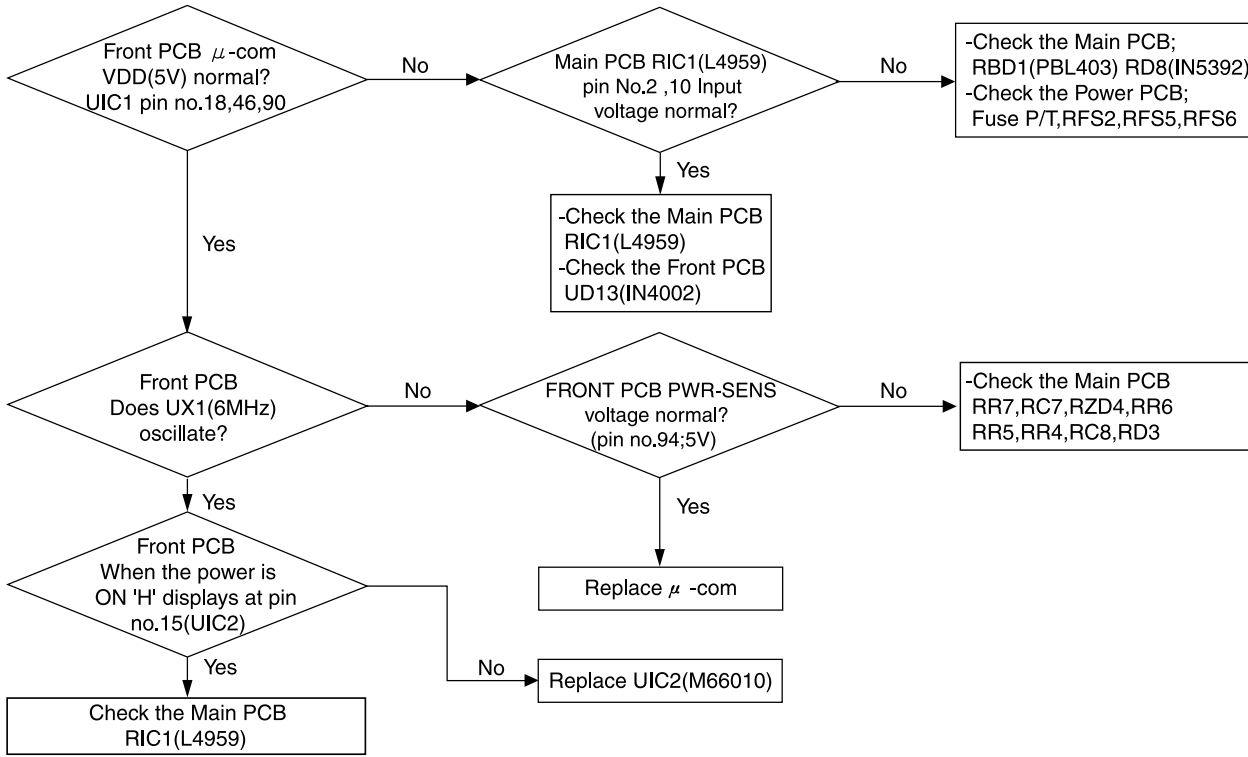 Front PCB μ-com
VDD(5V) normal?
UIC1 pin no.18,46,90
No
Main PCB RIC1(L4959)
pin No.2 ,10 Input
voltage normal?
No
-Check the Main PCB;
RBD1(PBL403) RD8(IN5392)
-Check the Power PCB;
Fuse P/T,RFS2,RFS5,RFS6
Yes
-Check the Main PCB
RIC1(L4959)
-Check the Front PCB
UD13(IN4002)
Yes
Front PCB
Does UX1(6MHz)
oscillate?
No
FRONT PCB PWR-SENS
voltage normal?
(pin no.94;5V)
No
-Check the Main PCB
RR7,RC7,RZD4,RR6
RR5,RR4,RC8,RD3
Yes
Replace μ -com
Yes
Front PCB
When the power is
ON 'H' displays at pin
no.15(UIC2)
No
Replace UIC2(M66010)
Yes
Check the Main PCB
RIC1(L4959)